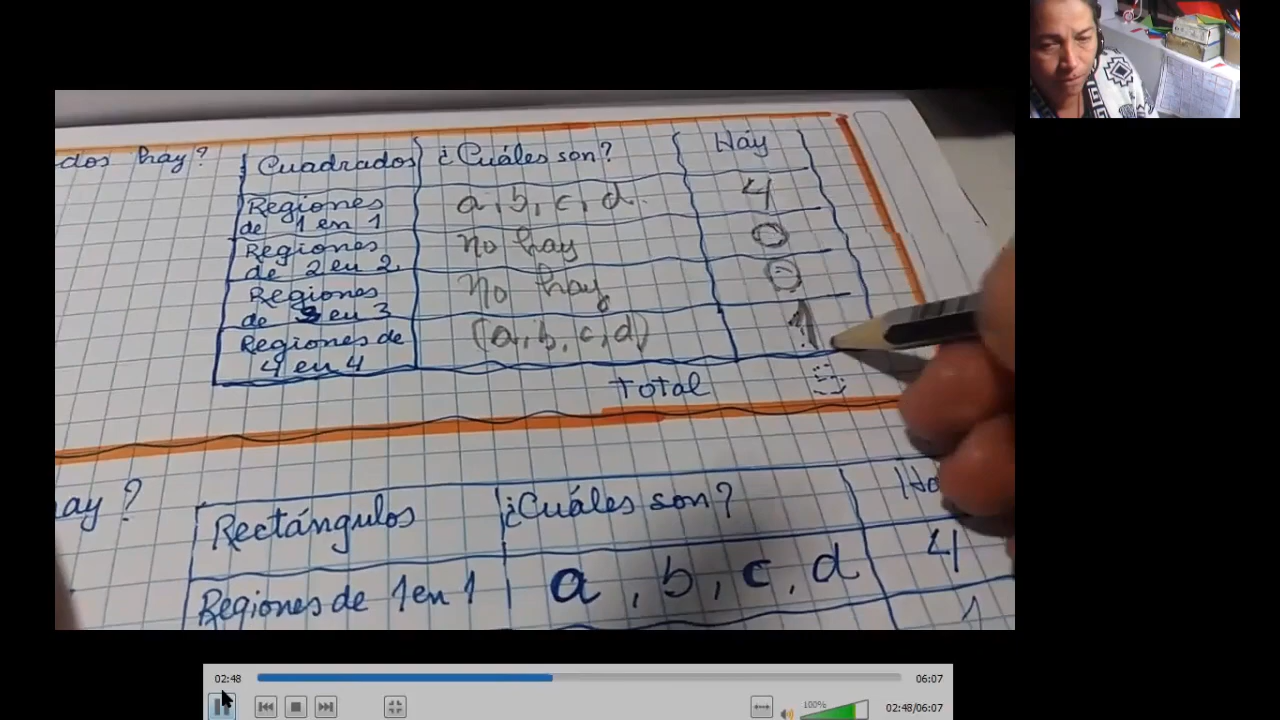 dos hay?
Cuadrados ¿Cuáles son? Hay
Regiones
de 1 en 1 a, b, c, d. 4
Regiones
de 2 en 2 no hay 0
Regiones
de 3 en 3 No hay 0
Regiones de
4 en 4 (a, b, c, d) 1
Total 5
ay?
Rectángulos ¿Cuáles son?
Regiones de 1 en 1 a, b, c, d 4
02:48 06:07
100%
02:48/06:07